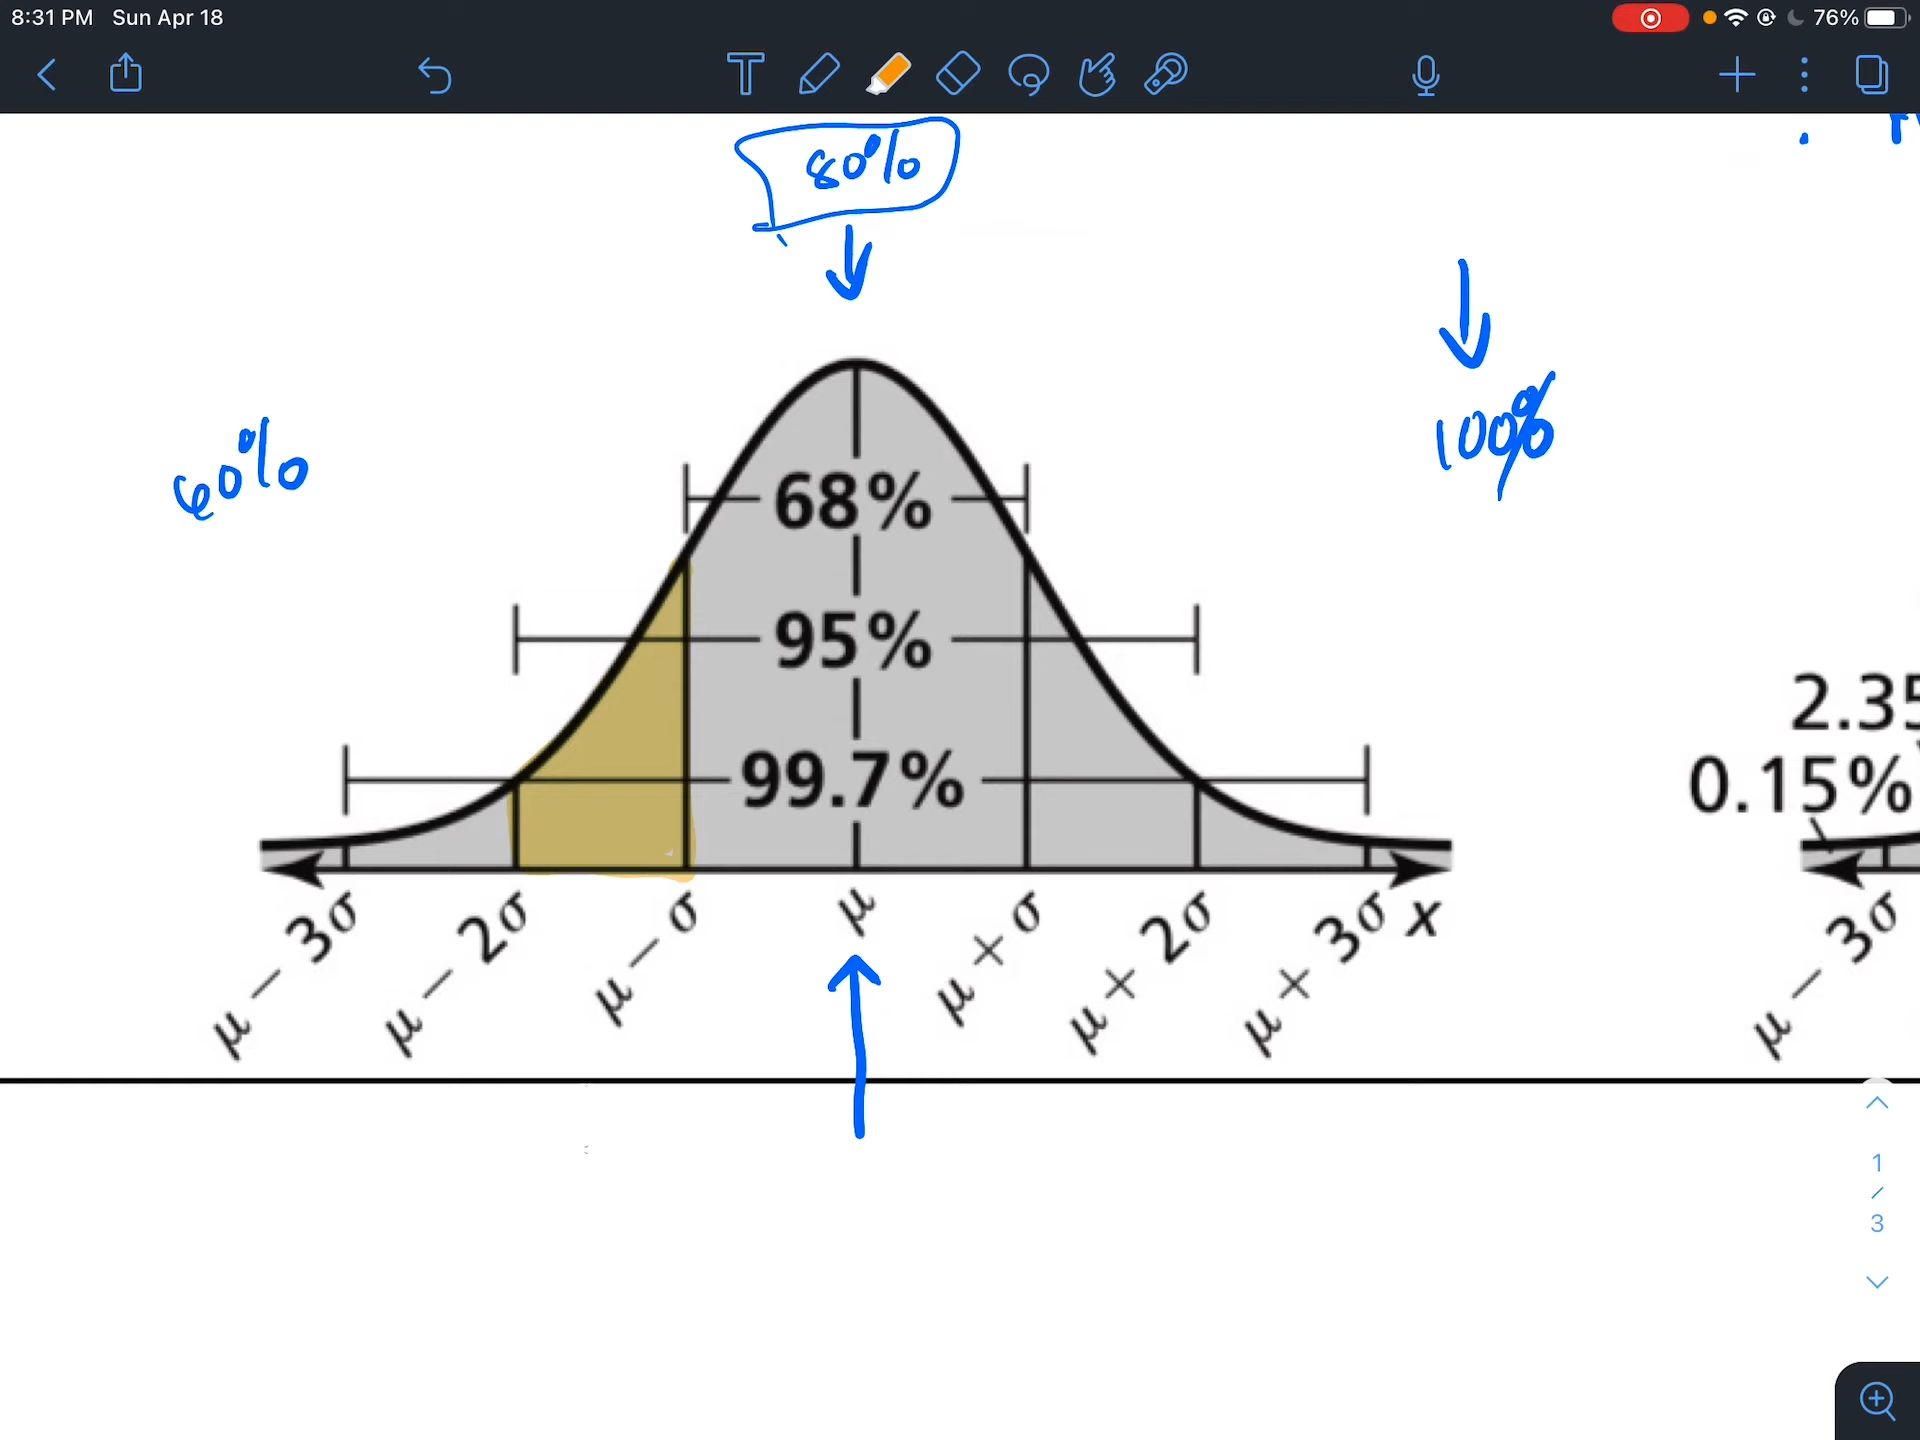 8:31 PM Sun Apr 18
76%
T
80%
60%
100%
68%
95%
99.7%
2.35
0.15%
μ − 3σ
μ − 2σ
μ − σ
μ
μ + σ
μ + 2σ
μ + 3σ
x
μ − 3σ
1
/
3